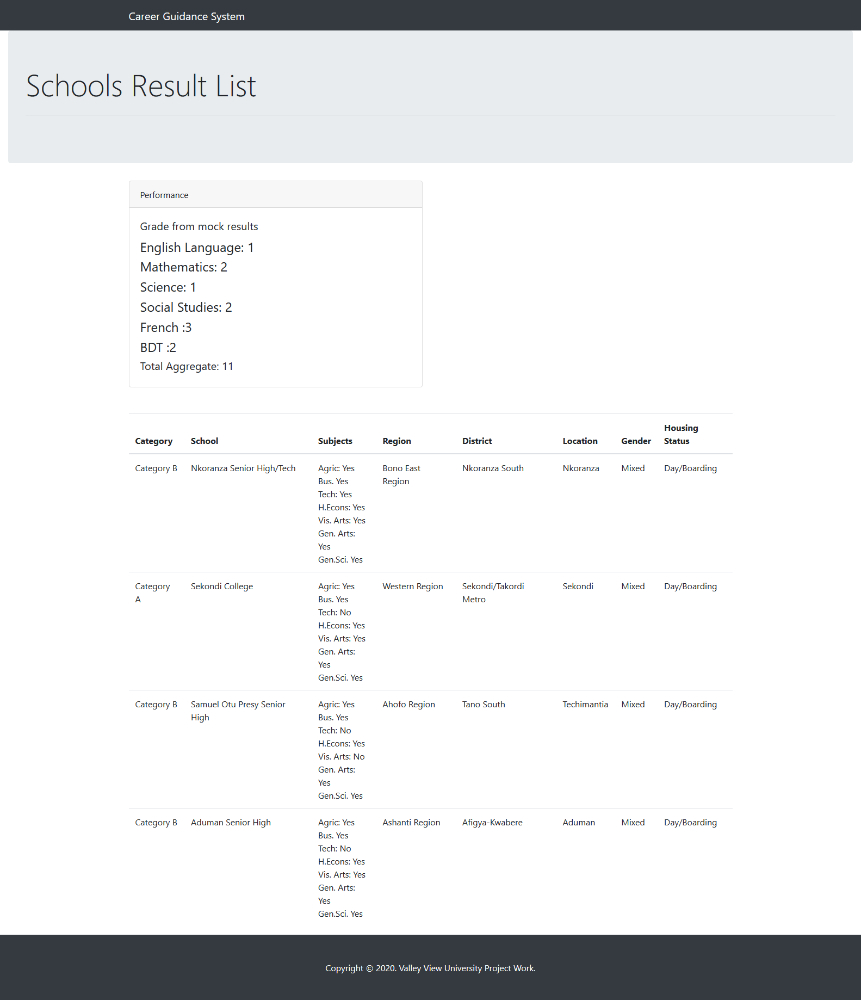 Career Guidance System
Schools Result List
Performance
Grade from mock results
English Language: 1
Mathematics: 2
Science: 1
Social Studies: 2
French :3
BDT :2
Total Aggregate: 11
Category School Subjects Region District Location Gender Housing Status
Category B Nkoranza Senior High/Tech Agric: Yes Bono East Region Nkoranza South Nkoranza Mixed Day/Boarding
Bus. Yes
Tech: Yes
H.Econs: Yes
Vis. Arts: Yes
Gen. Arts:
Yes
Gen.Sci. Yes
Category A Sekondi College Agric: Yes Western Region Sekondi/Takordi Metro Sekondi Mixed Day/Boarding
Bus. Yes
Tech: No
H.Econs: Yes
Vis. Arts: Yes
Gen. Arts:
Yes
Gen.Sci. Yes
Category B Samuel Otu Presy Senior High Agric: Yes Ahofo Region Tano South Techimantia Mixed Day/Boarding
Bus. Yes
Tech: No
H.Econs: Yes
Vis. Arts: No
Gen. Arts:
Yes
Gen.Sci. Yes
Category B Aduman Senior High Agric: Yes Ashanti Region Afigya-Kwabere Aduman Mixed Day/Boarding
Bus. Yes
Tech: No
H.Econs: Yes
Vis. Arts: Yes
Gen. Arts:
Yes
Gen.Sci. Yes
Copyright © 2020. Valley View University Project Work.